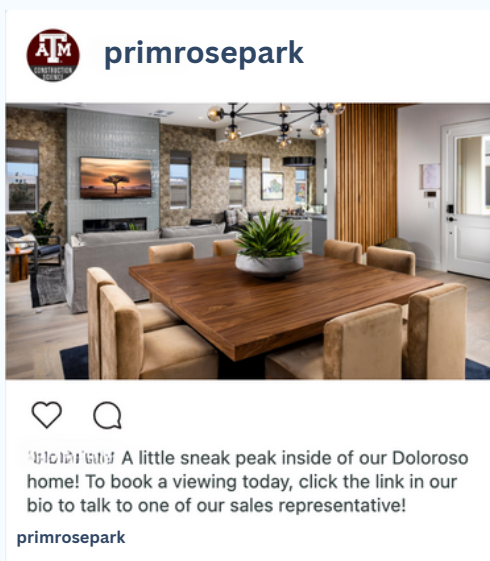 ATM
CONSTRUCTION
SCIENCE
primrosepark
A little sneak peak inside of our Doloroso
home! To book a viewing today, click the link in our
bio to talk to one of our sales representative!
primrosepark